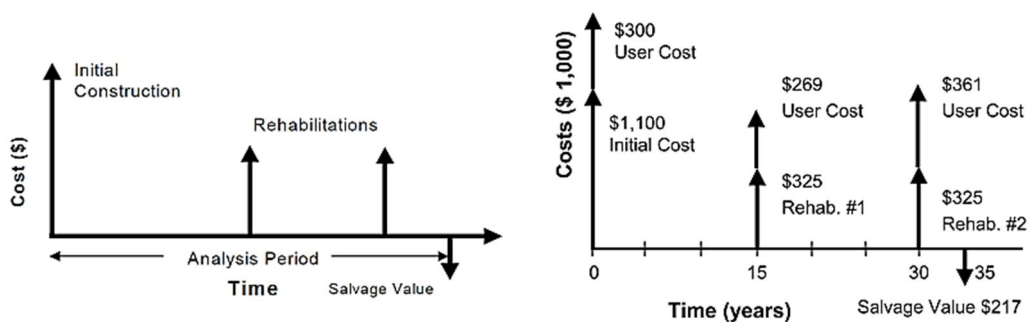 Initial
Construction
Rehabilitations
Cost ($)
Analysis Period
Time
Salvage Value
$300
User Cost
$1,100
Initial Cost
$269
User Cost
$325
Rehab. #1
$361
User Cost
$325
Rehab. #2
Costs ($ 1,000)
0
15
30
35
Time (years)
Salvage Value $217